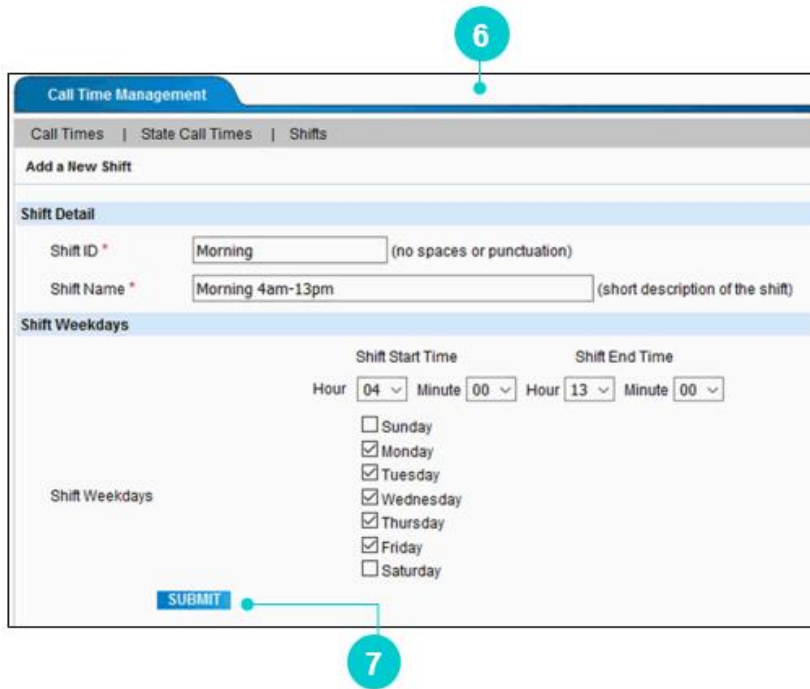 6
Call Time Management
Call Times | State Call Times | Shifts
Add a New Shift
Shift Detail
Shift ID * Morning (no spaces or punctuation)
Shift Name * Morning 4am-13pm (short description of the shift)
Shift Weekdays
Shift Start Time Shift End Time
Hour 04 Minute 00 Hour 13 Minute 00
Sunday
Monday
Tuesday
Shift Weekdays Wednesday
Thursday
Friday
Saturday
SUBMIT
7